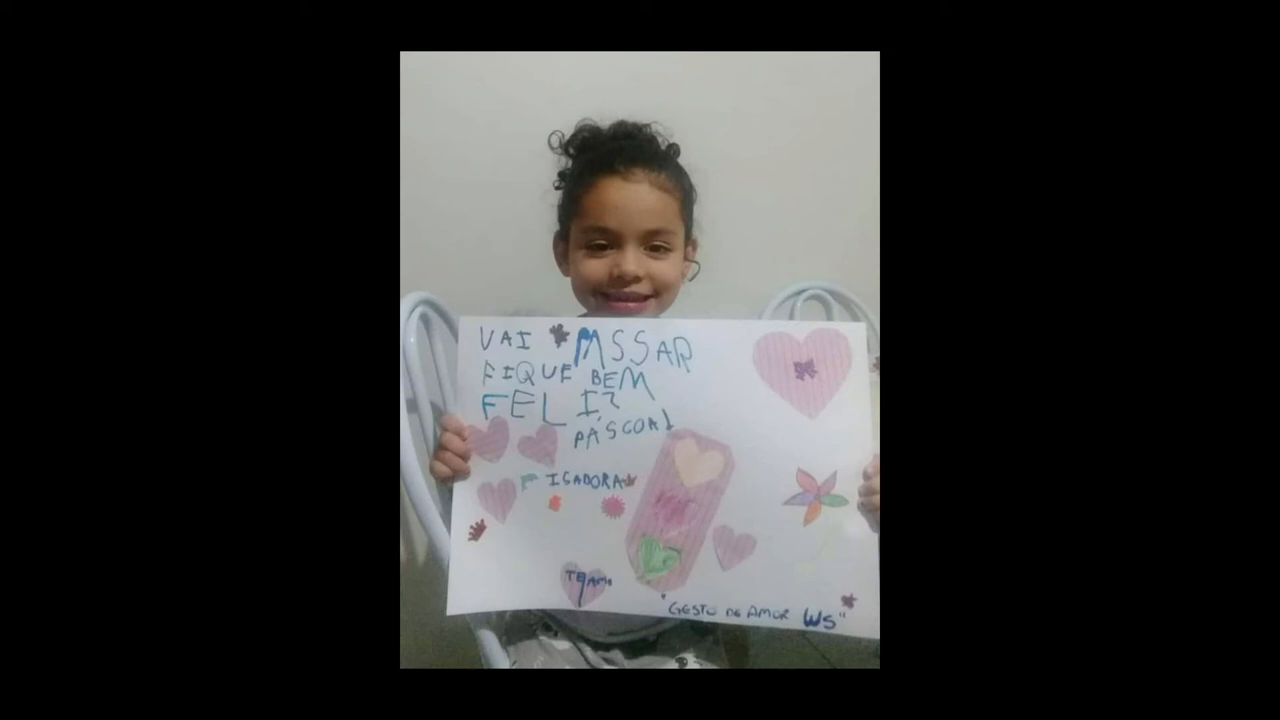 VAI PASSAR
FIQUE BEM
FELIZ
PÁSCOA!
ISADORA
TE AMO
"GESTO DE AMOR WS"